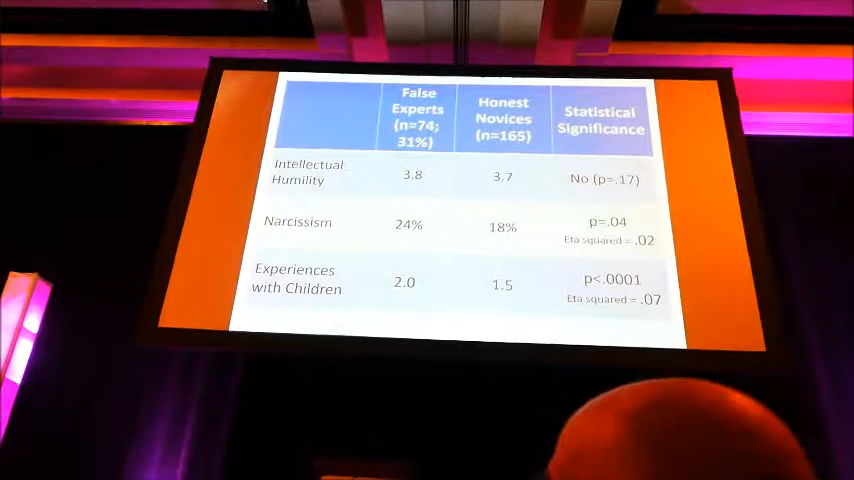 False
Experts
(n=74;
31%)
Honest
Novices
(n=165)
Statistical
Significance
Intellectual
Humility
3.8
3.7
No (p=.17)
Narcissism
24%
18%
p=.04
Eta squared = .02
Experiences
with Children
2.0
1.5
p<.0001
Eta squared = .07